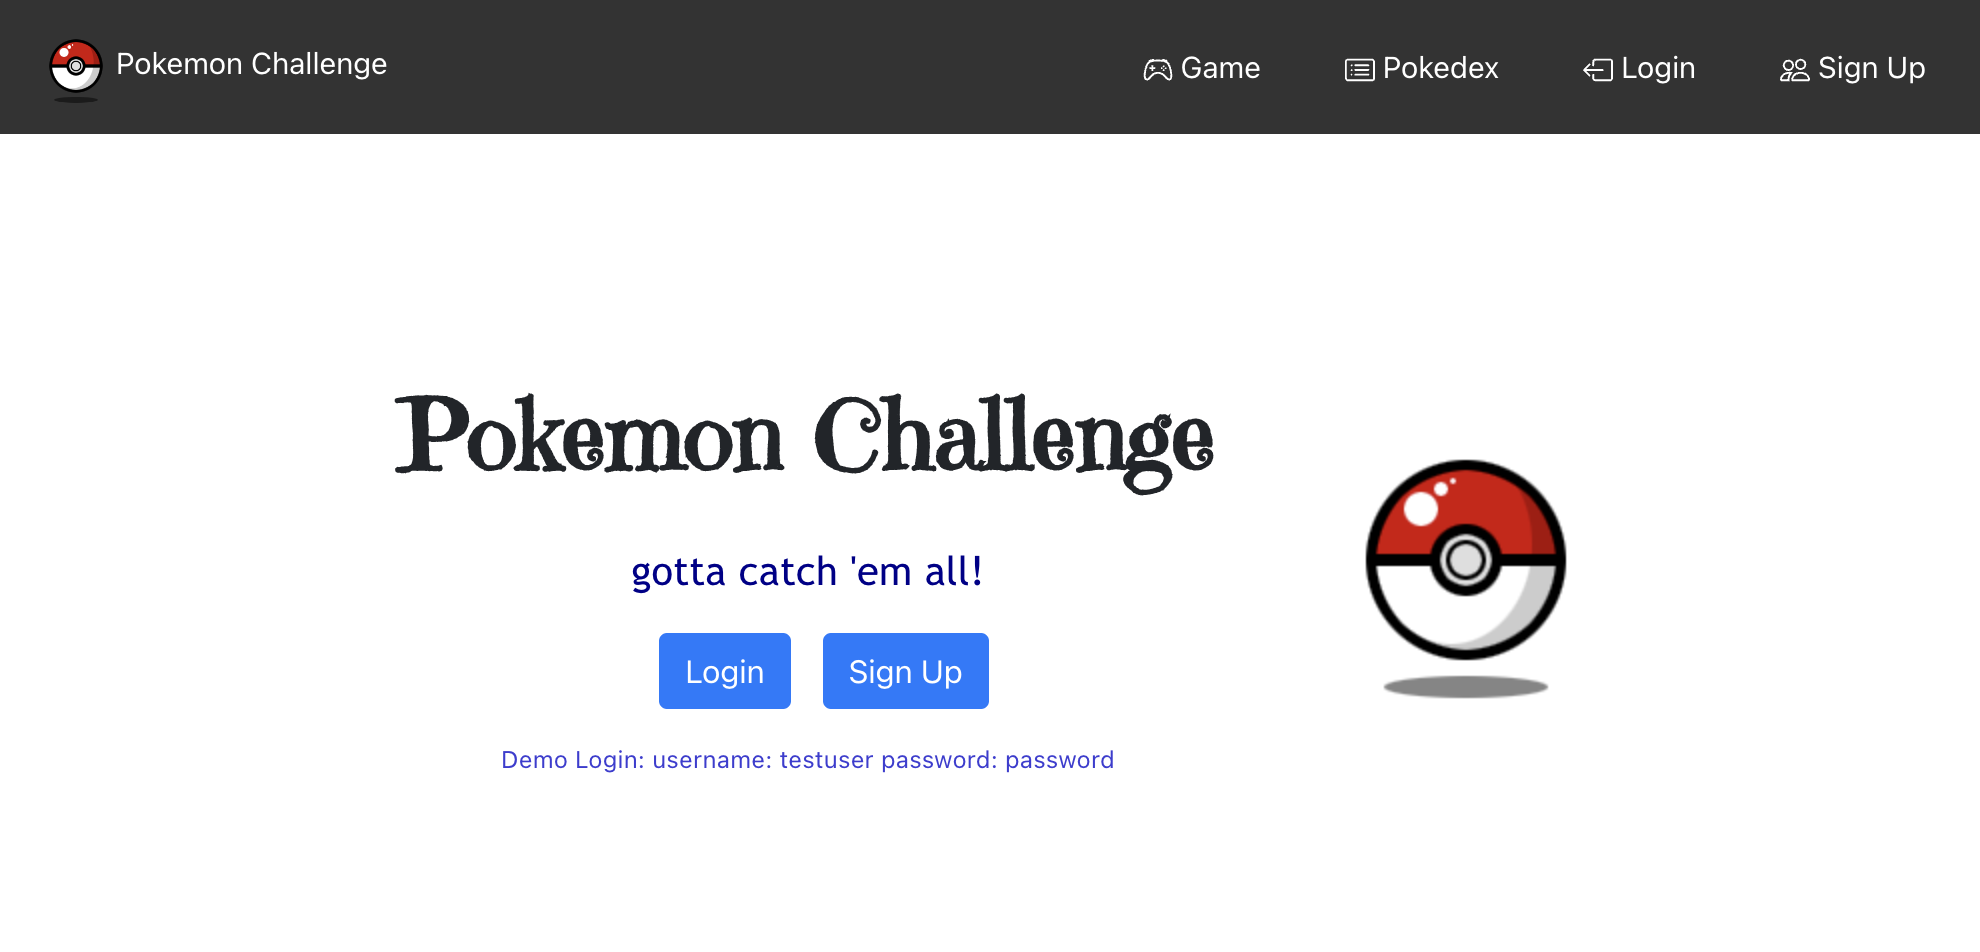 Pokemon Challenge
Game
Pokedex
Login
Sign Up
Pokemon Challenge
gotta catch 'em all!
Login
Sign Up
Demo Login: username: testuser password: password